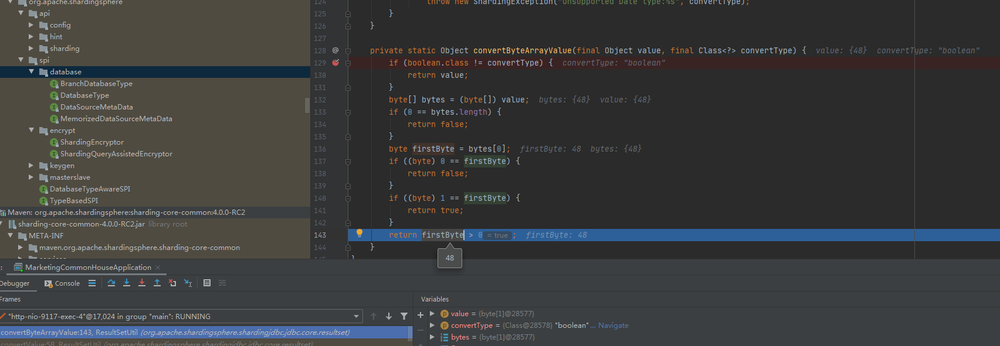 org.apache.shardingsphere
api
config
hint
sharding
spi
database
BranchDatabaseType
DatabaseType
DataSourceMetaData
MemorizedDataSourceMetaData
encrypt
ShardingEncryptor
ShardingQueryAssistedEncryptor
keygen
masterslave
DatabaseTypeAwareSPI
TypeBasedSPI
Maven: org.apache.shardingsphere:sharding-core-common:4.0.0-RC2
sharding-core-common-4.0.0-RC2.jar library root
META-INF
maven.org.apache.shardingsphere.sharding-core-common
services
124 throw new ShardingException("Unsupported Date type:%s", convertType);
125 }
126 }
127
128 @ private static Object convertByteArrayValue(final Object value, final Class<?> convertType) { value: {48} convertType: "boolean"
129 if (boolean.class != convertType) { convertType: "boolean"
130 return value;
131 }
132 byte[] bytes = (byte[]) value; bytes: {48} value: {48}
133 if (0 == bytes.length) {
134 return false;
135 }
136 byte firstByte = bytes[0]; firstByte: 48 bytes: {48}
137 if ((byte) 0 == firstByte) {
138 return false;
139 }
140 if ((byte) 1 == firstByte) {
141 return true;
142 }
143 return firstByte > 0 = true ; firstByte: 48
144 }
145 }
48
: MarketingCommonHouseApplication ×
Debugger Console
Frames
"http-nio-9117-exec-4"@17,024 in group "main": RUNNING
convertByteArrayValue:143, ResultSetUtil (org.apache.shardingsphere.shardingjdbc.jdbc.core.resultset)
convertValue:58, ResultSetUtil (org.apache.shardingsphere.shardingjdbc.jdbc.core.resultset)
Variables
value = {byte[1]@28577}
convertType = {Class@28578} "boolean" ... Navigate
bytes = {byte[1]@28577}